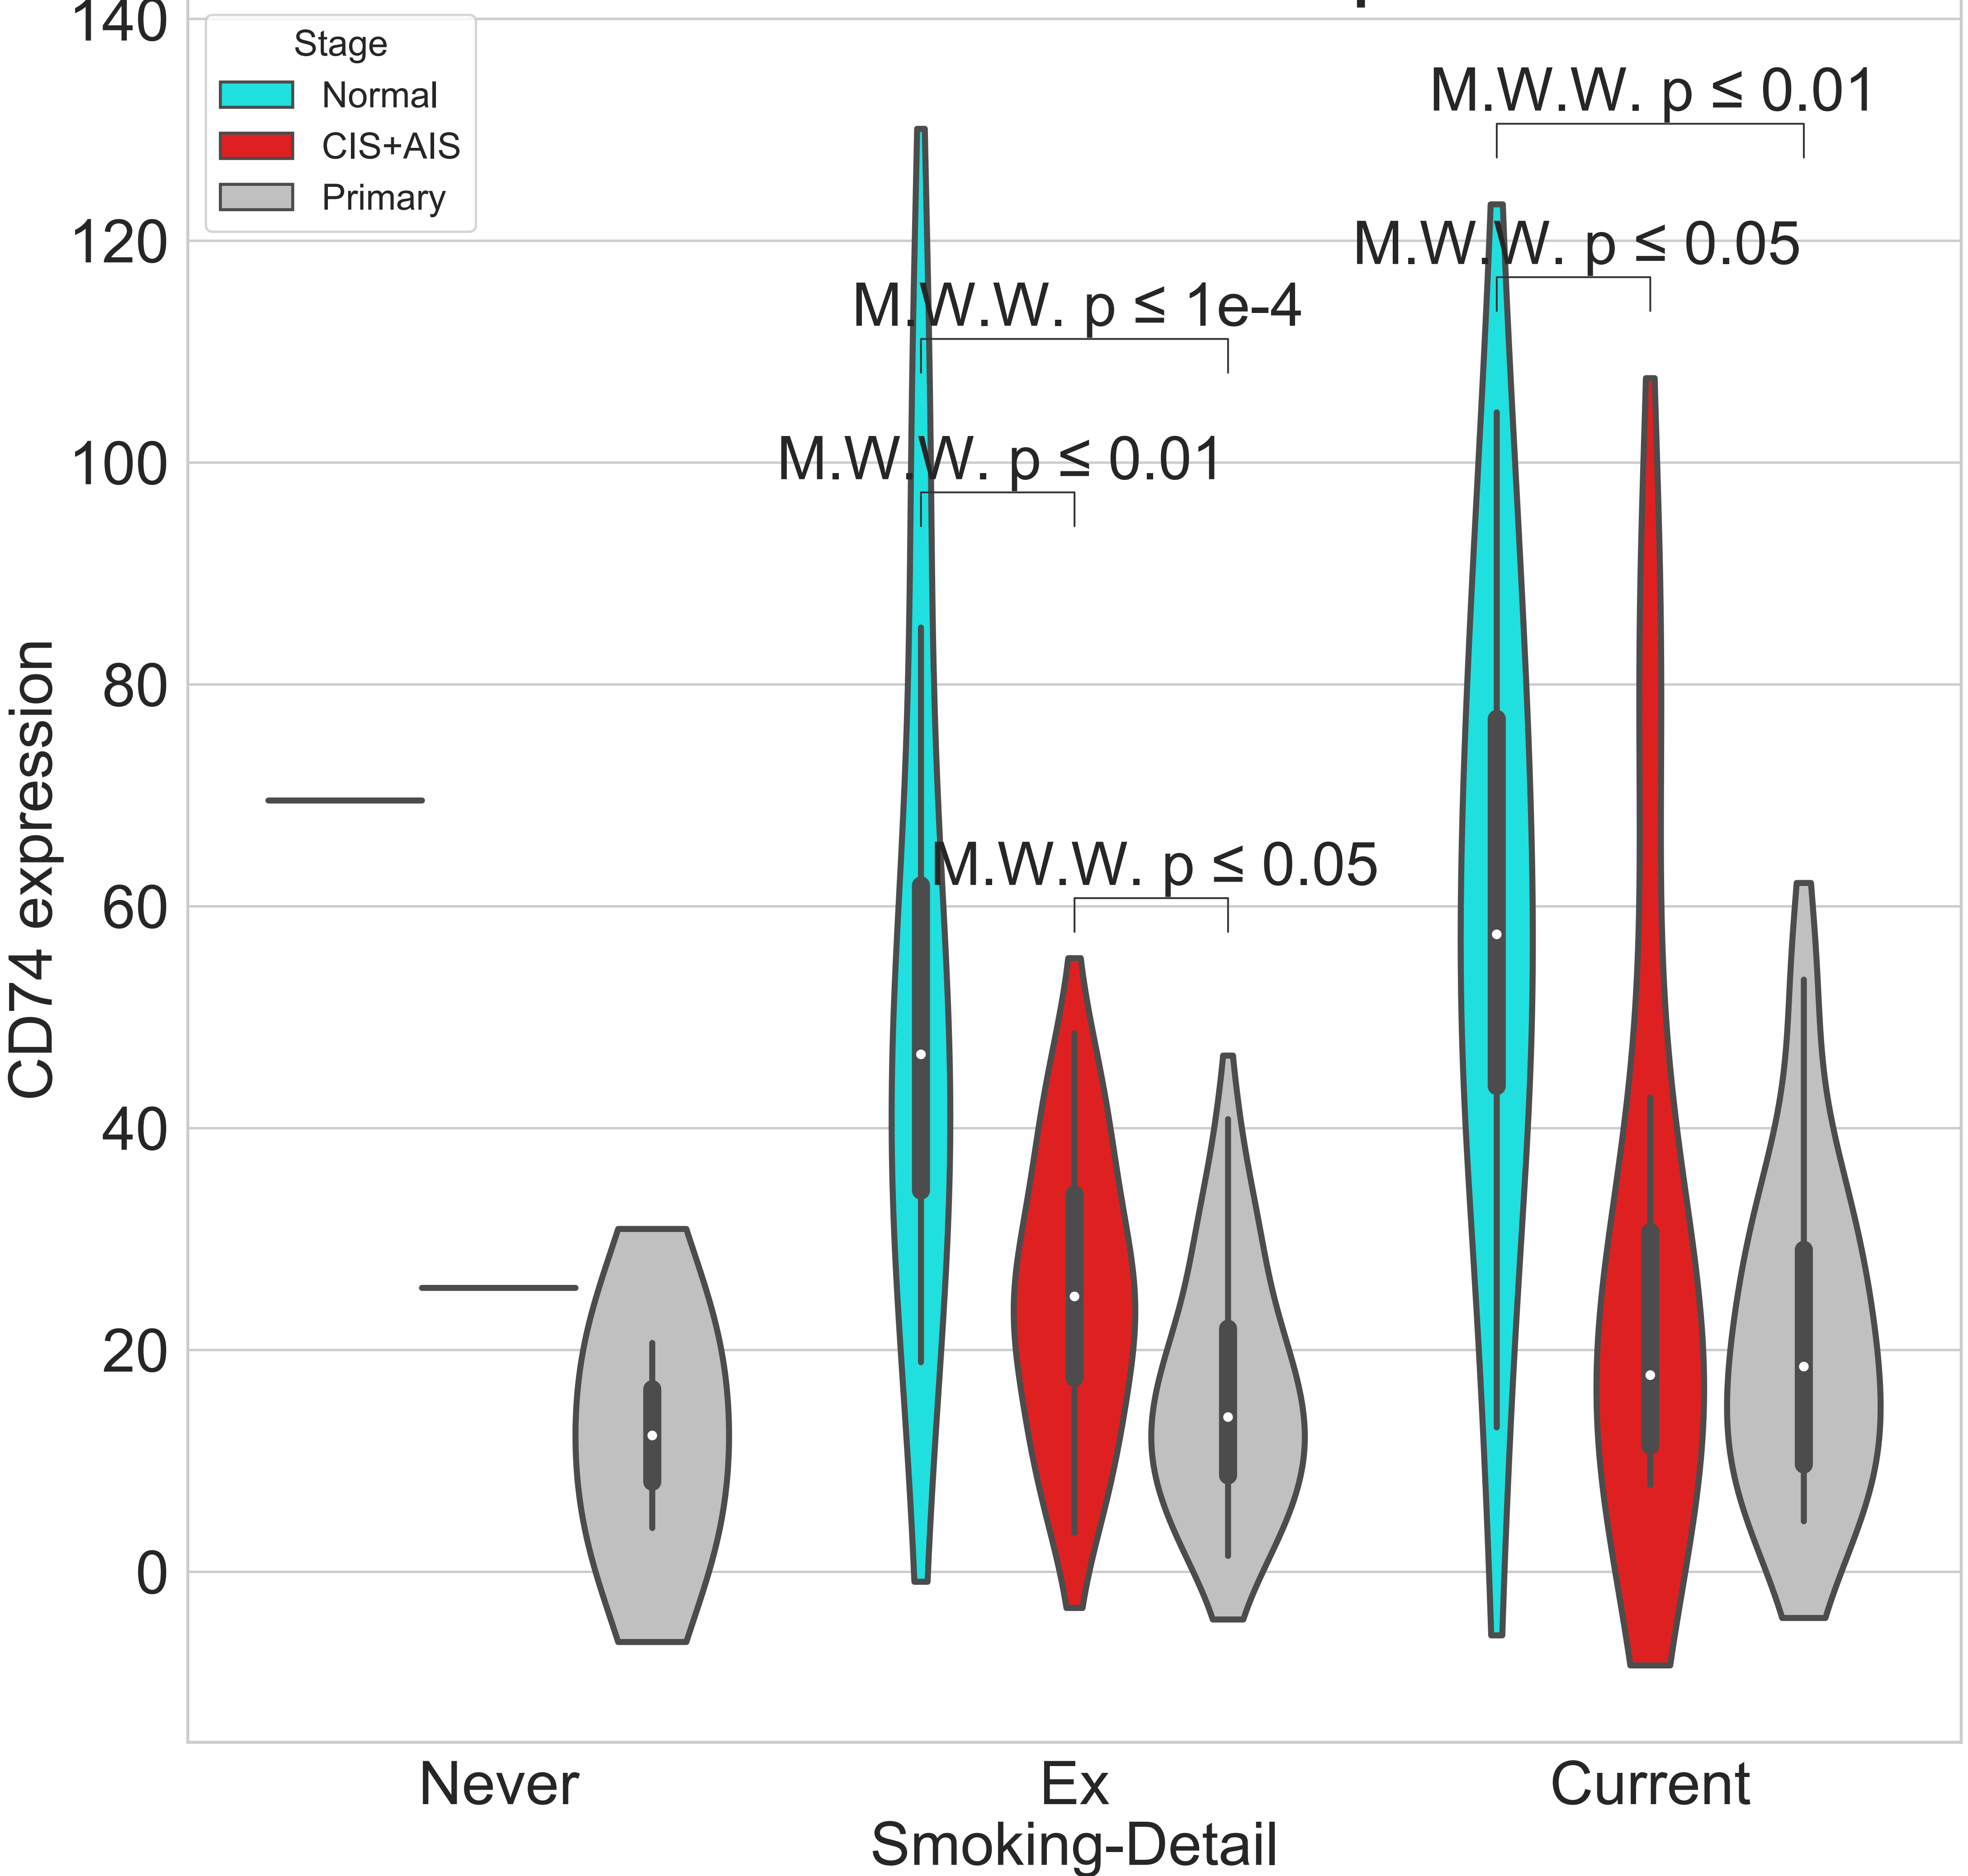 140
120
100
80
60
40
20
0
CD74 expression
Stage
Normal
CIS+AIS
Primary
M.W.W. p ≤ 0.01
M.W.W. p ≤ 0.05
M.W.W. p ≤ 1e-4
M.W.W. p ≤ 0.01
M.W.W. p ≤ 0.05
Never
Ex
Current
Smoking-Detail